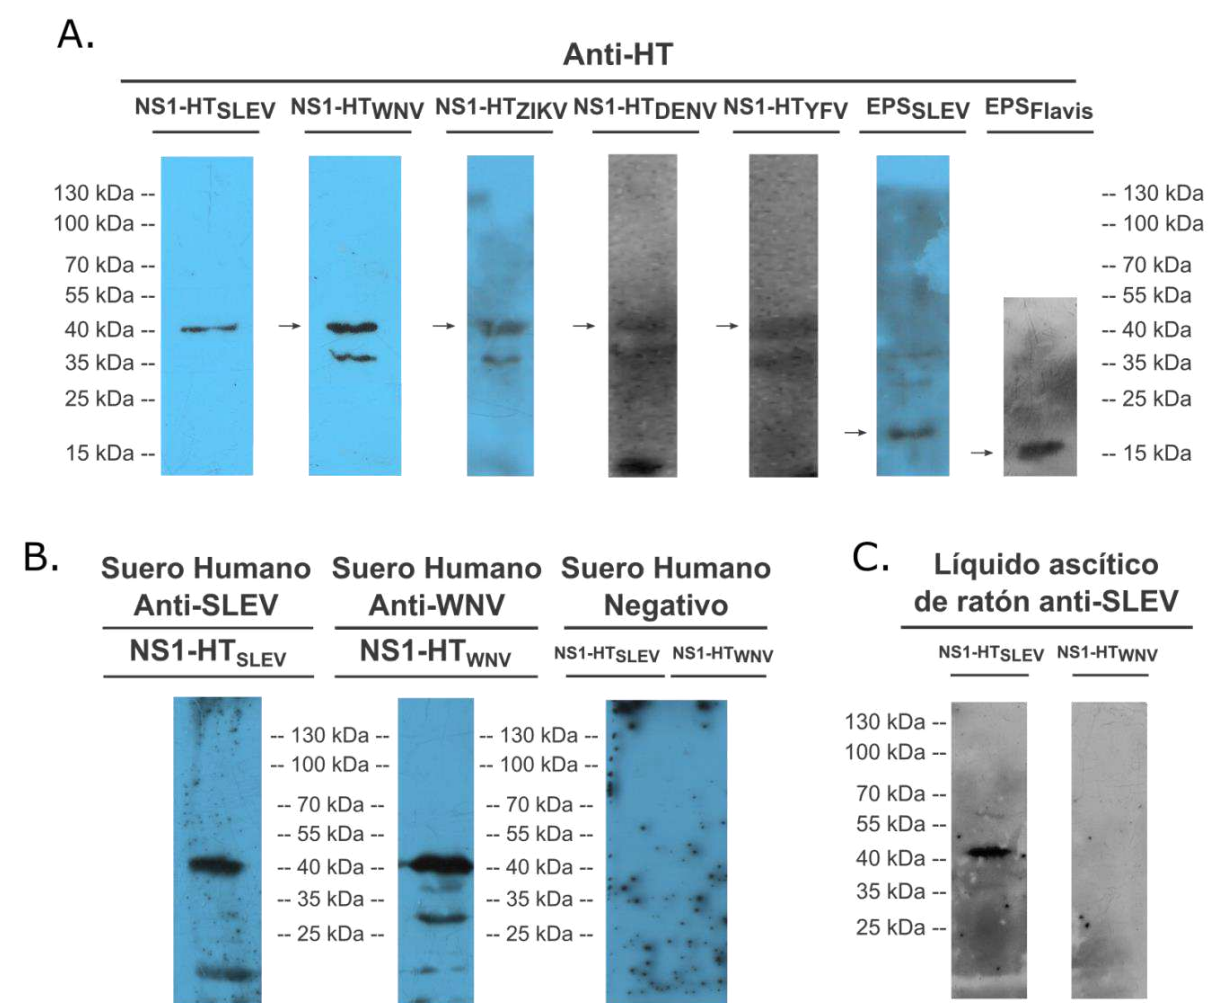 A.
Anti-HT
NS1-HTSLEV NS1-HTWNV NS1-HTZIKV NS1-HTDENV NS1-HTYFV EPSSLEV EPSFlavis
130 kDa -- -- 130 kDa
100 kDa -- -- 100 kDa
70 kDa -- -- 70 kDa
55 kDa -- -- 55 kDa
40 kDa -- -- 40 kDa
35 kDa -- -- 35 kDa
25 kDa -- -- 25 kDa
15 kDa -- -- 15 kDa
B.
Suero Humano Suero Humano Suero Humano
Anti-SLEV Anti-WNV Negativo
NS1-HTSLEV NS1-HTWNV NS1-HTSLEV NS1-HTWNV
-- 130 kDa -- -- 130 kDa --
-- 100 kDa -- -- 100 kDa --
-- 70 kDa -- -- 70 kDa --
-- 55 kDa -- -- 55 kDa --
-- 40 kDa -- -- 40 kDa --
-- 35 kDa -- -- 35 kDa --
-- 25 kDa -- -- 25 kDa --
C.
Líquido ascítico
de ratón anti-SLEV
NS1-HTSLEV NS1-HTWNV
130 kDa --
100 kDa --
70 kDa --
55 kDa --
40 kDa --
35 kDa --
25 kDa --